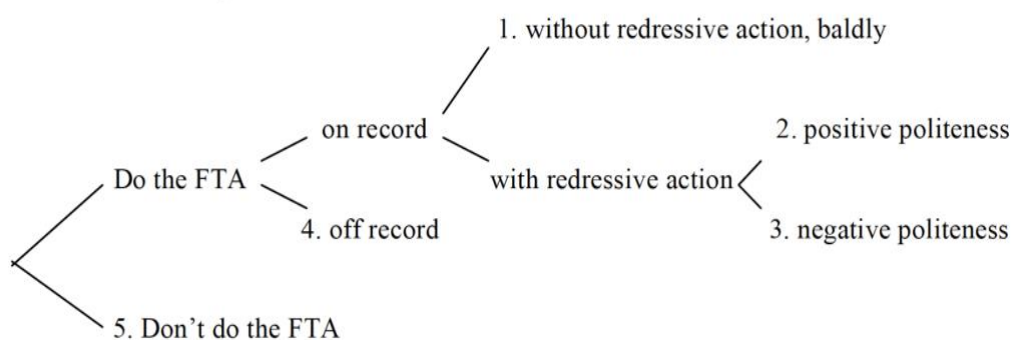 1. without redressive action, baldly
on record
2. positive politeness
Do the FTA
with redressive action
4. off record
3. negative politeness
5. Don't do the FTA